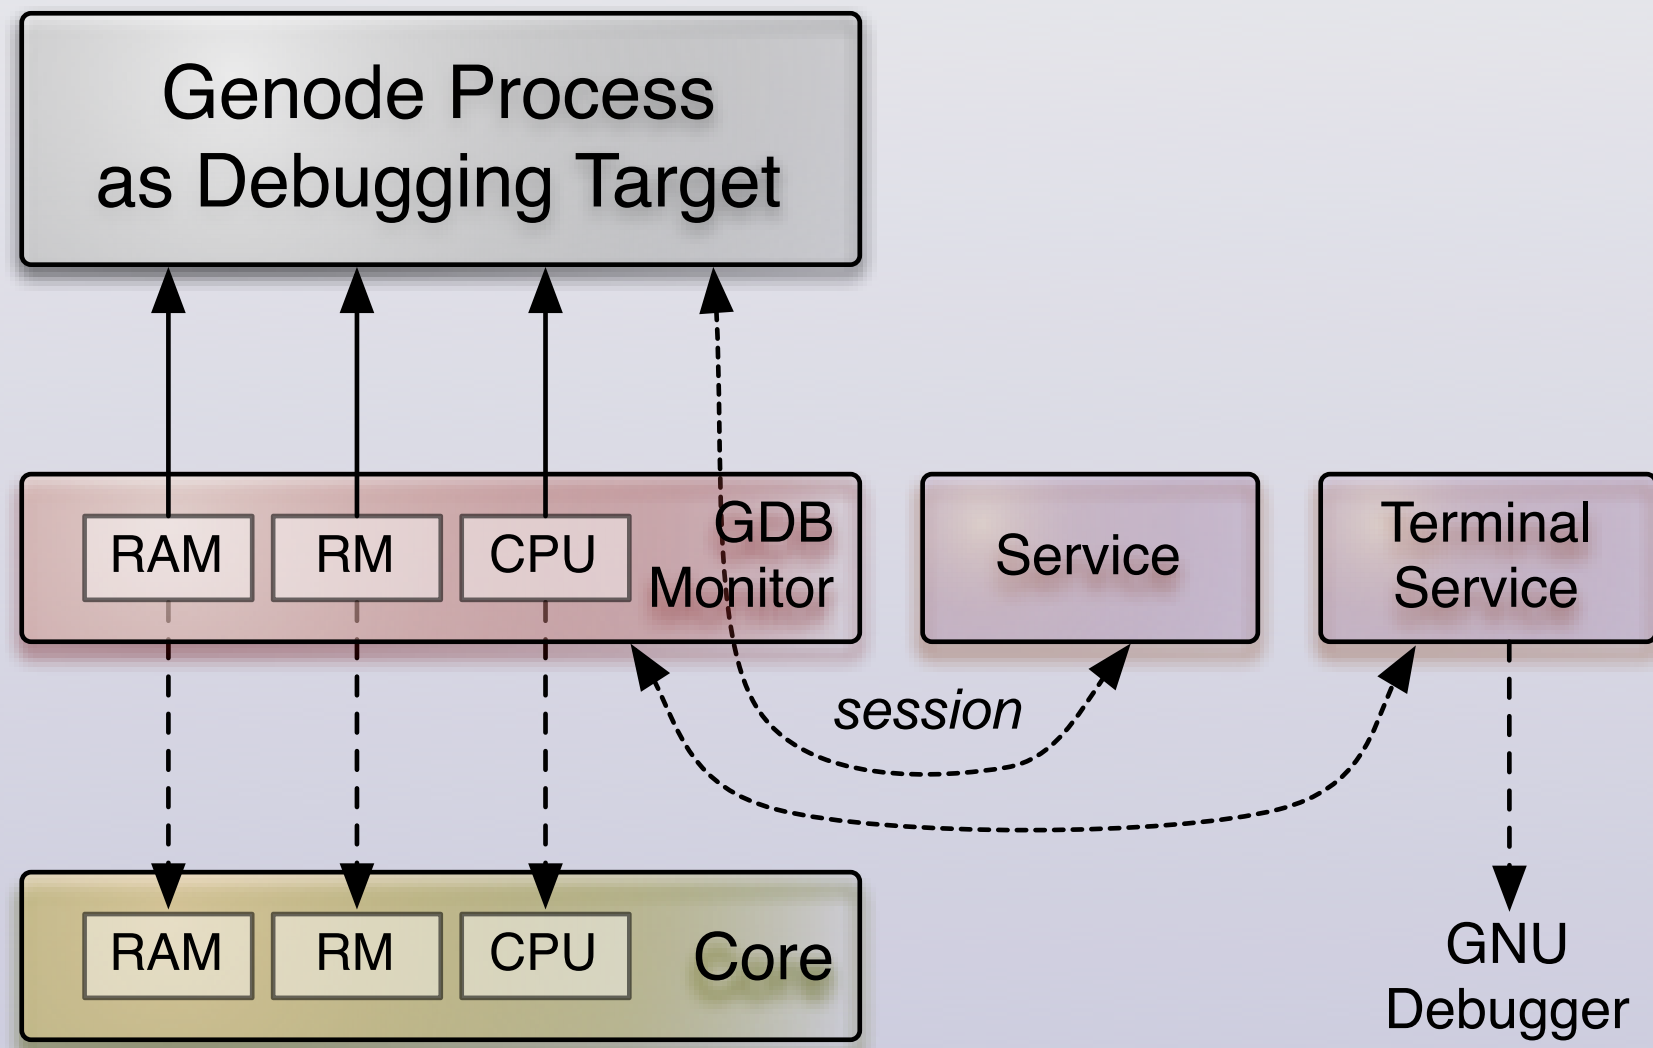 Genode Process
as Debugging Target
RAM
RM
CPU
GDB
Monitor
Service
Terminal
Service
session
RAM
RM
CPU
Core
GNU
Debugger